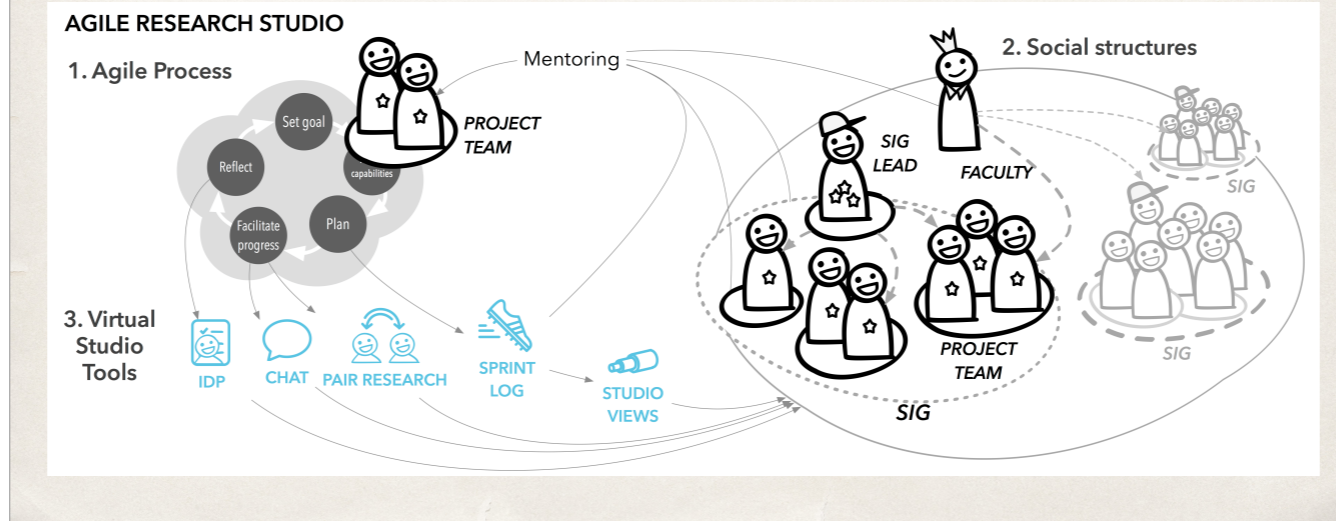 AGILE RESEARCH STUDIO
1. Agile Process
Mentoring
2. Social structures
Set goal
PROJECT
TEAM
Reflect
capabilities
Facilitate
progress
Plan
SIG
LEAD
FACULTY
SIG
3. Virtual
Studio
Tools
IDP
CHAT
PAIR RESEARCH
SPRINT
LOG
STUDIO
VIEWS
PROJECT
TEAM
SIG
SIG